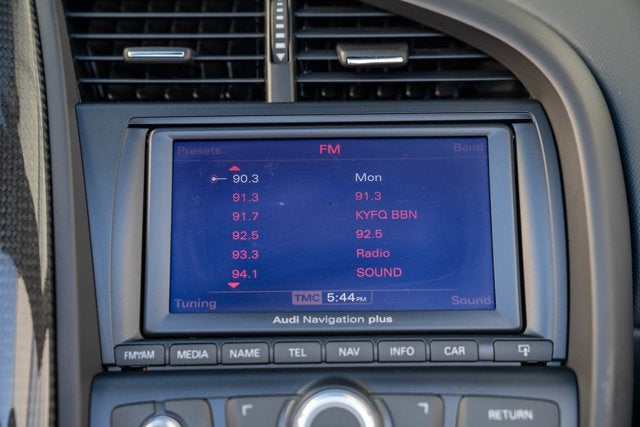 Presets FM Band
90.3 Mon
91.3 91.3
91.7 KYFQ BBN
92.5 92.5
93.3 Radio
94.1 SOUND
Tuning TMC 5:44PM Sound
Audi Navigation plus
FM/AM MEDIA NAME TEL NAV INFO CAR
RETURN